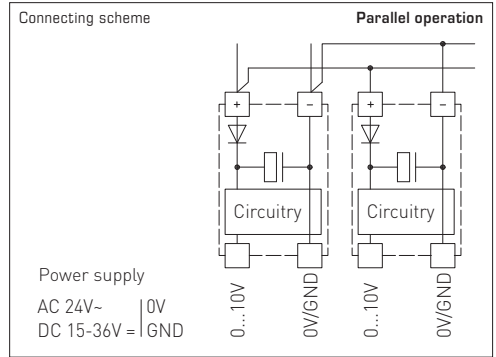 Connecting scheme
Parallel operation
+ – + –
Circuitry Circuitry
Power supply
AC 24V~ 0V
DC 15-36V = GND
0...10V
0V/GND
0...10V
0V/GND